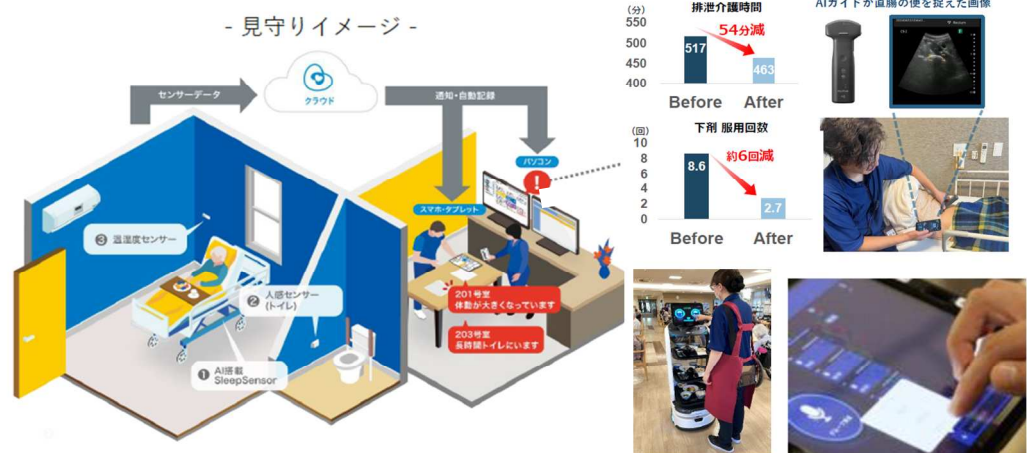 - 見守りイメージ -
センサーデータ
クラウド
通知・自動記録
パソコン
スマホ・タブレット
❸ 温湿度センサー
❷ 人感センサー
(トイレ)
❶ AI搭載
SleepSensor
201号室
体動が大きくなっています
203号室
長時間トイレにいます
排泄介護時間
(分)
550
500
450
400
517
54分減
463
Before After
下剤 服用回数
(回)
10
8
6
4
2
0
8.6
約6回減
2.7
Before After
AIガイドが直腸の便を捉えた画像